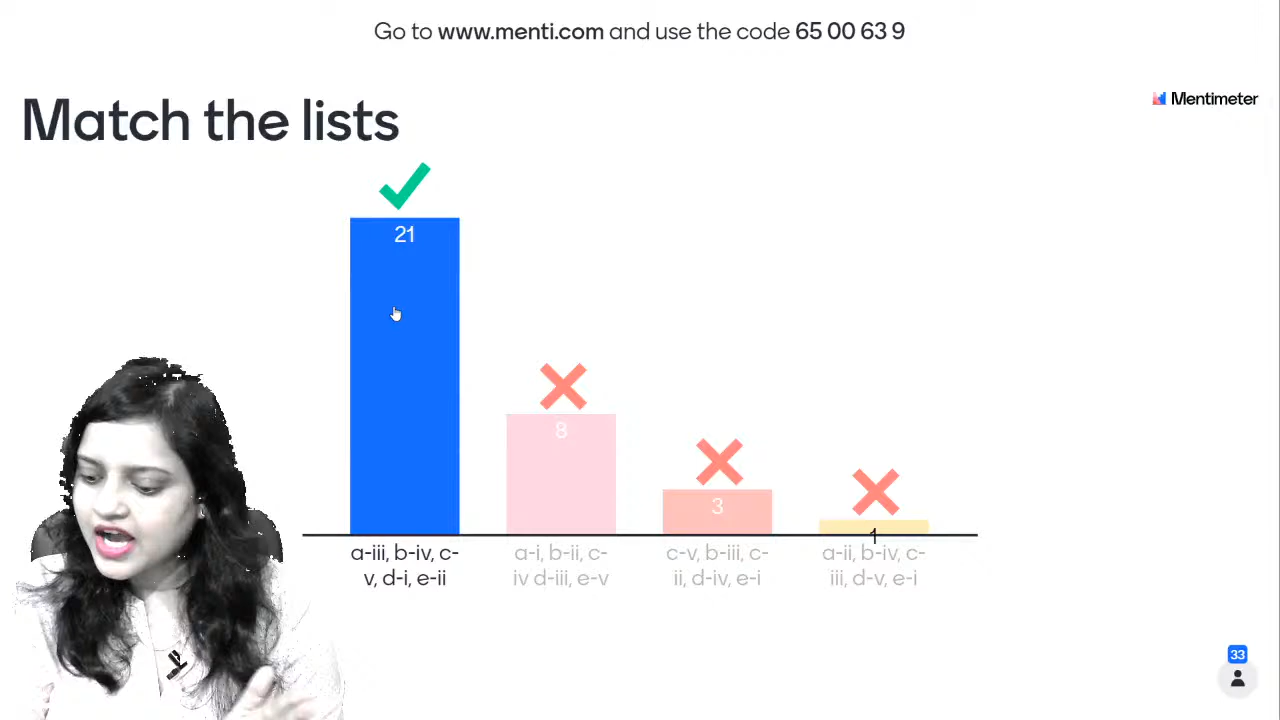 Go to www.menti.com and use the code 65 00 63 9
Mentimeter
Match the lists
21
8
3
1
a-iii, b-iv, c-
v, d-i, e-ii
a-i, b-ii, c-
iv d-iii, e-v
c-v, b-iii, c-
ii, d-iv, e-i
a-ii, b-iv, c-
iii, d-v, e-i
33